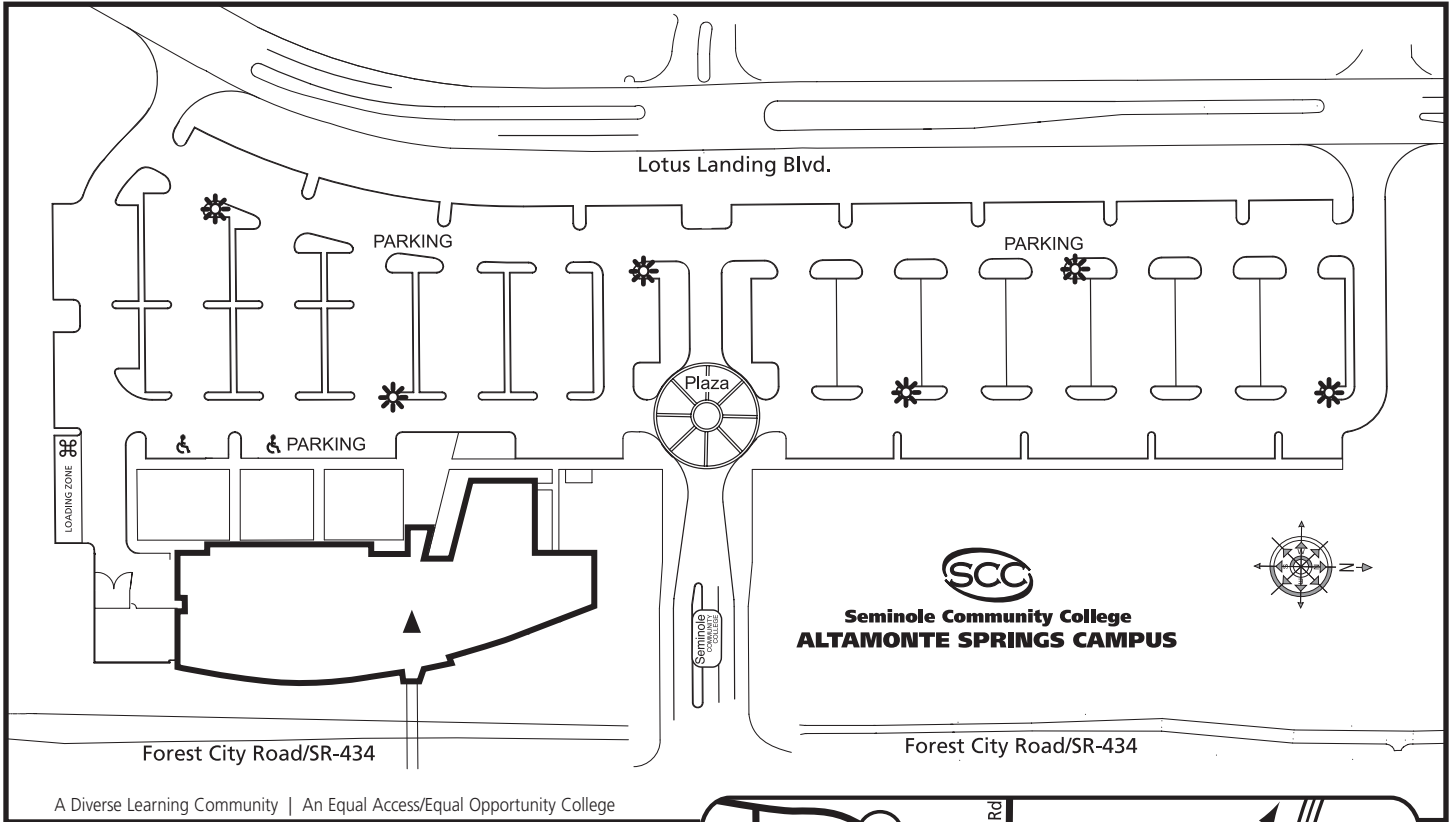 Lotus Landing Blvd.
PARKING
PARKING
Plaza
PARKING
LOADING ZONE
N
SCC
Seminole Community College
ALTAMONTE SPRINGS CAMPUS
Seminole
COMMUNITY
COLLEGE
Forest City Road/SR-434
Forest City Road/SR-434
A Diverse Learning Community | An Equal Access/Equal Opportunity College
Rd